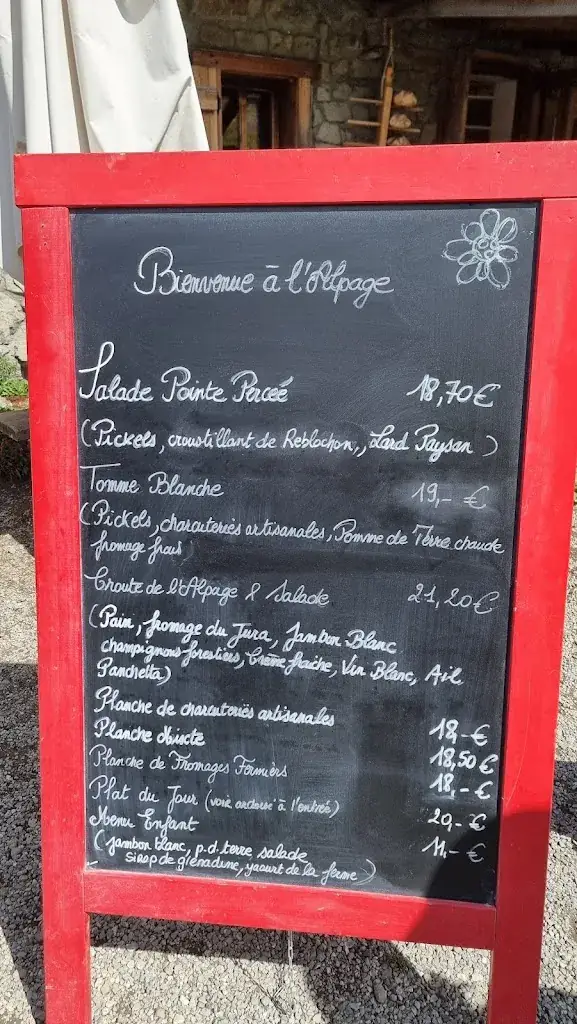 Bienvenue à l'Alpage
Salade Pointe Percée 18,70€
(Pickels, croustillant de Reblochon,, Lard Paysan )
Tomme Blanche 19,- €
(Pickels, charcuteries artisanales, Pomme de Terre chaude
fromage frais
Croute de l'Alpage & Salade 21,20€
(Pain, fromage du Jura, Jambon Blanc
champignons forestiers, Crème fraiche, Vin Blanc, Ail
Panchetta)
Planche de charcuteries artisanales 18,-€
Planche Mixte 18,50€
Planche de Fromages Fermiers 18,-€
Plat du Jour (voir ardoise à l'entrée) 20,-€
Menu Enfant 11,-€
(jambon blanc, p.d.terre salade
sirop de grenadine, yaourt de la ferme)